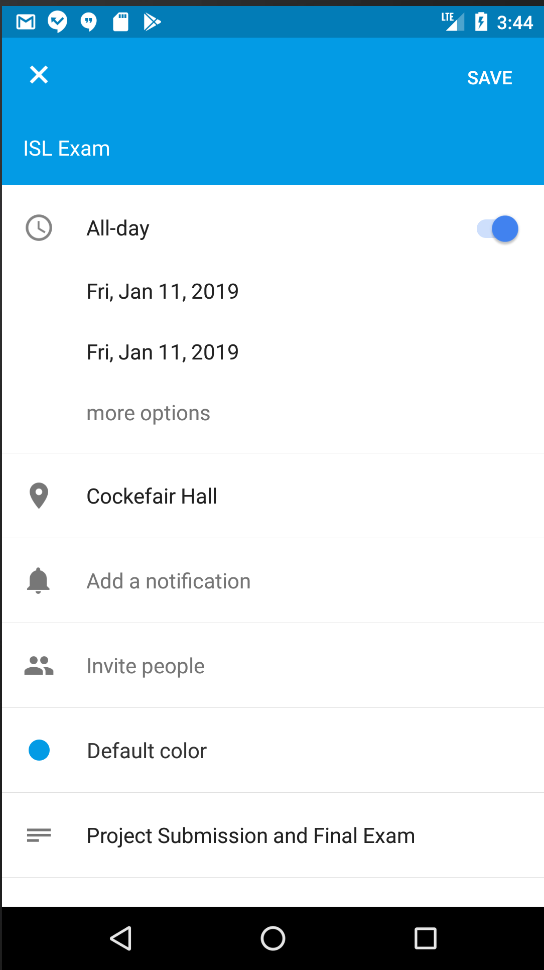 LTE 3:44
SAVE
ISL Exam
All-day
Fri, Jan 11, 2019
Fri, Jan 11, 2019
more options
Cockefair Hall
Add a notification
Invite people
Default color
Project Submission and Final Exam